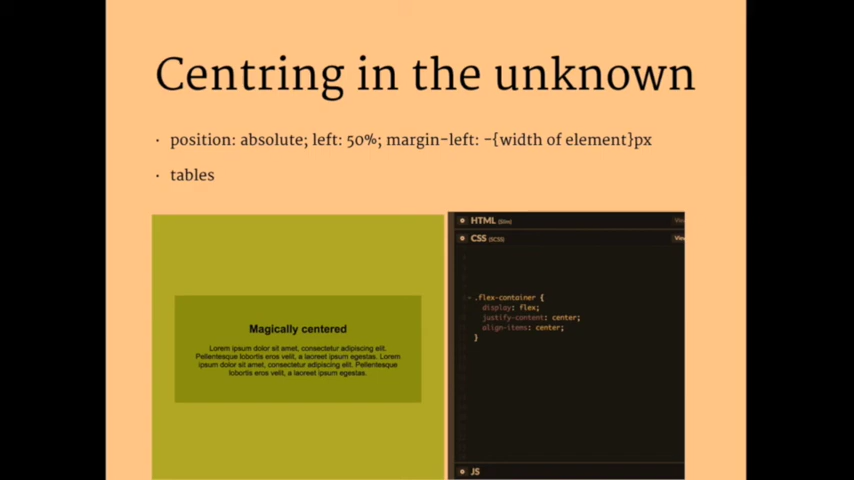 Centring in the unknown
· position: absolute; left: 50%; margin-left: -{width of element}px
· tables
Magically centered
Lorem ipsum dolor sit amet, consectetur adipiscing elit.
Pellentesque lobortis eros velit, a laoreet ipsum egestas. Lorem
ipsum dolor sit amet, consectetur adipiscing elit. Pellentesque
lobortis eros velit, a laoreet ipsum egestas.
HTML (Slim)
CSS (SCSS)
.flex-container {
display: flex;
justify-content: center;
align-items: center;
}
JS